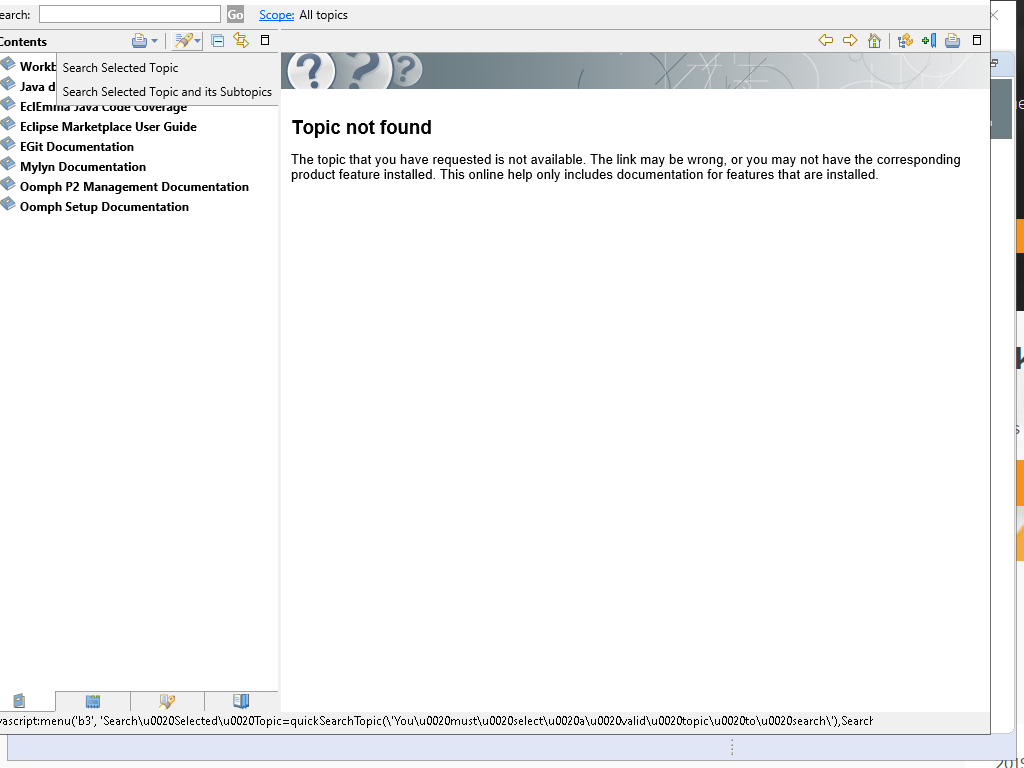 earch:
Go
Scope: All topics
Contents
Search Selected Topic
Search Selected Topic and its Subtopics
Workb
Java d
EclEmma Java Code Coverage
Eclipse Marketplace User Guide
EGit Documentation
Mylyn Documentation
Oomph P2 Management Documentation
Oomph Setup Documentation
Topic not found
The topic that you have requested is not available. The link may be wrong, or you may not have the corresponding
product feature installed. This online help only includes documentation for features that are installed.
vascript:menu('b3', 'Search\u0020Selected\u0020Topic=quickSearchTopic(\'You\u0020must\u0020select\u0020a\u0020valid\u0020topic\u0020to\u0020search\'),Search
2019